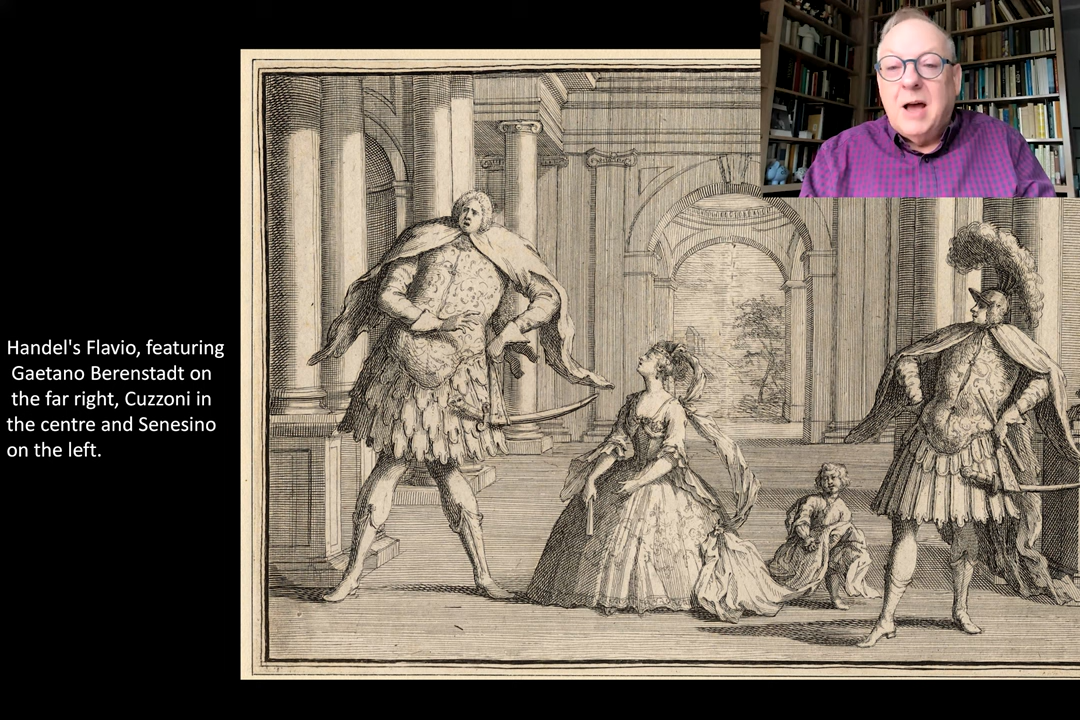 Handel's Flavio, featuring
Gaetano Berenstadt on
the far right, Cuzzoni in
the centre and Senesino
on the left.